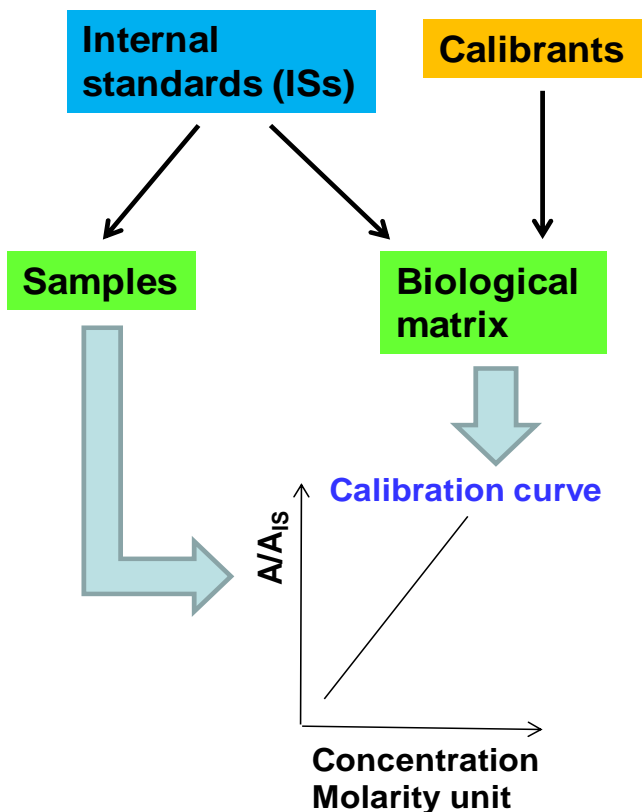 Internal
standards (ISs)
Calibrants
Samples
Biological
matrix
Calibration curve
A/AIS
Concentration
Molarity unit